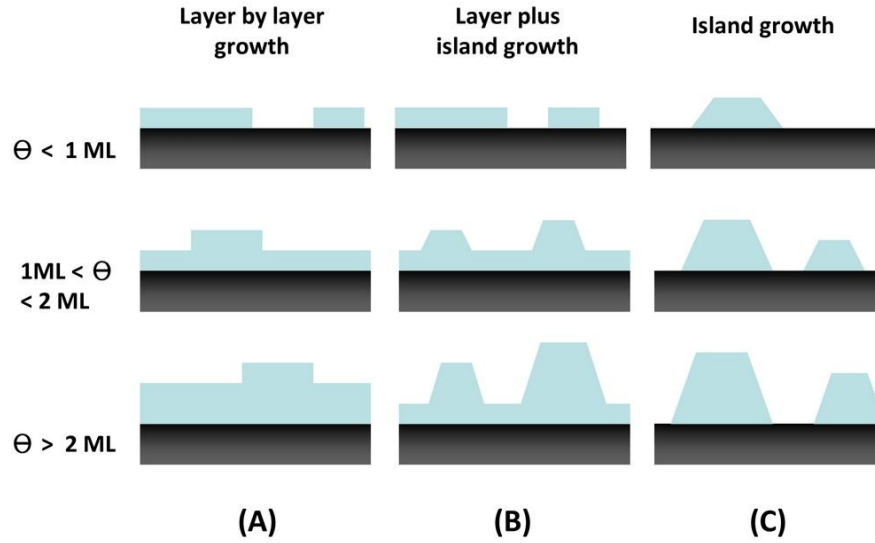 Layer by layer
growth
Layer plus
island growth
Island growth
Ө < 1 ML
1ML < Ө
< 2 ML
Ө > 2 ML
(A)
(B)
(C)